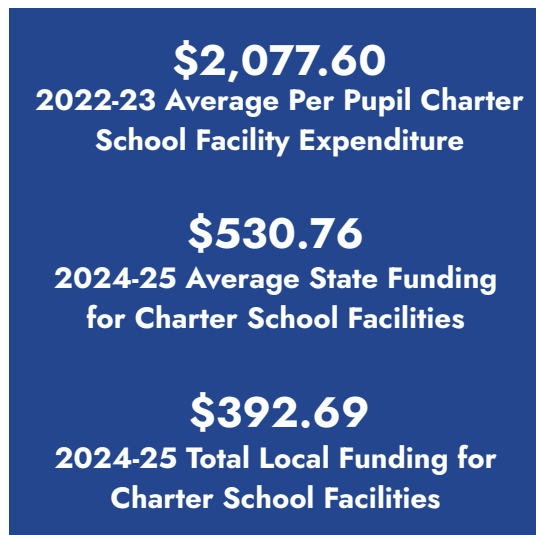 $2,077.60
2022-23 Average Per Pupil Charter
School Facility Expenditure
$530.76
2024-25 Average State Funding
for Charter School Facilities
$392.69
2024-25 Total Local Funding for
Charter School Facilities